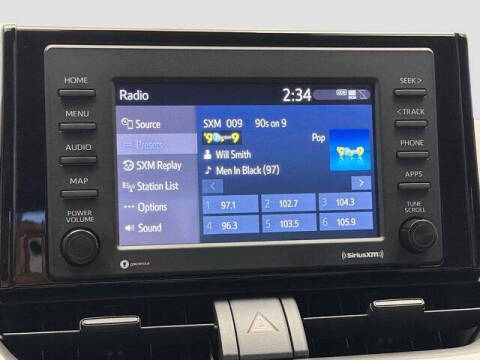 HOME
MENU
AUDIO
MAP
POWER
VOLUME
Radio
2:34
Source
Presets
SXM Replay
Station List
Options
Sound
SXM 009 90s on 9
Pop
Will Smith
Men In Black (97)
< >
1 97.1
2 102.7
3 104.3
4 96.3
5 103.5
6 105.9
SEEK >
< TRACK
PHONE
APPS
TUNE
SCROLL
((SiriusXM))